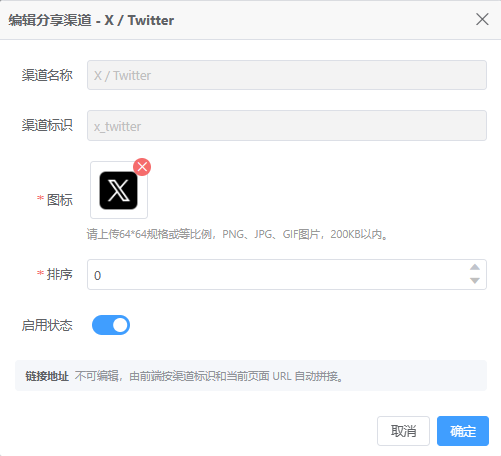 编辑分享渠道 - X / Twitter
渠道名称 X / Twitter
渠道标识 x_twitter
* 图标
请上传64*64规格或等比例，PNG、JPG、GIF图片，200KB以内。
* 排序 0
启用状态
链接地址 不可编辑，由前端按渠道标识和当前页面 URL 自动拼接。
取消 确定